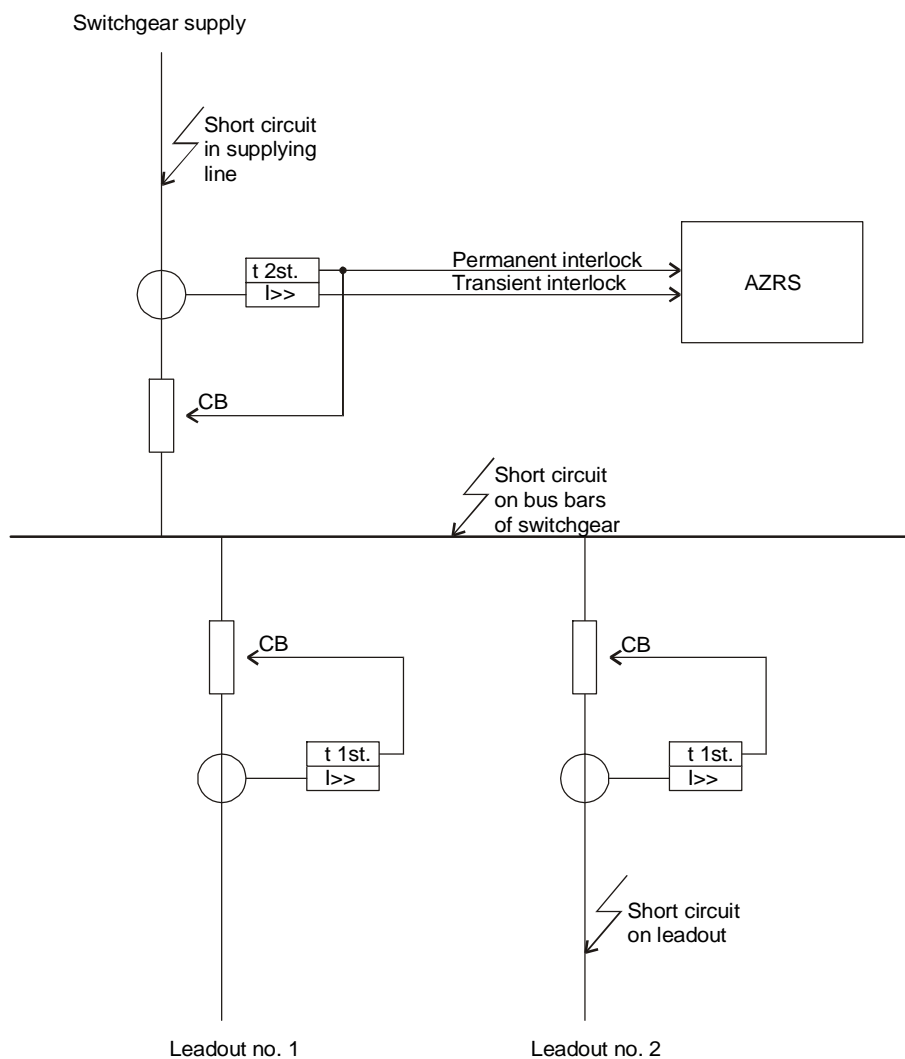 Switchgear supply
Short circuit
in supplying
line
t 2st.
I>>
Permanent interlock
Transient interlock
AZRS
CB
Short circuit
on bus bars
of switchgear
CB
CB
t 1st.
I>>
t 1st.
I>>
Short circuit
on leadout
Leadout no. 1
Leadout no. 2